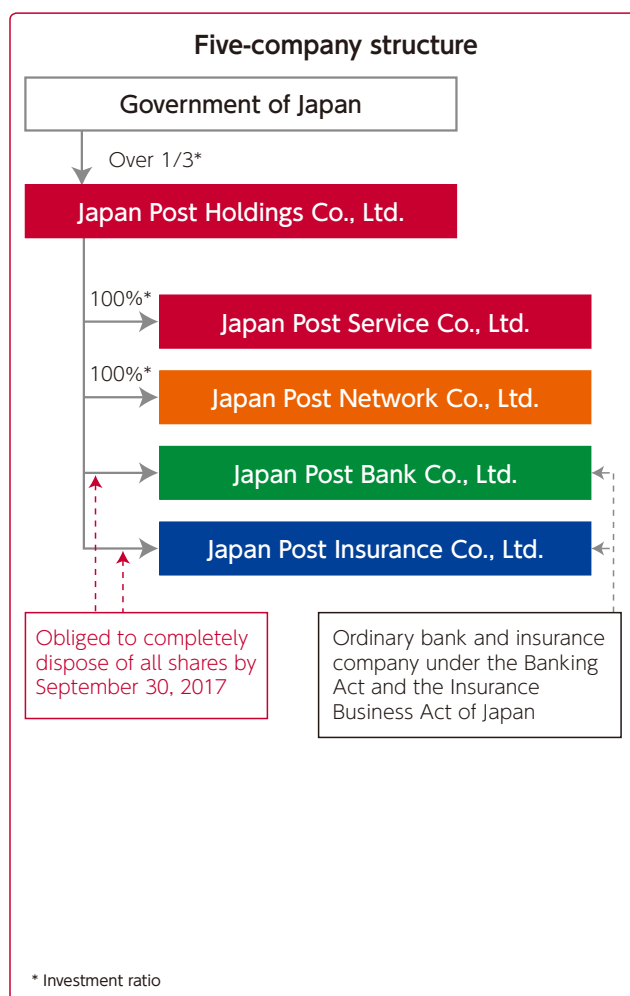 Five-company structure
Government of Japan
Over 1/3*
Japan Post Holdings Co., Ltd.
100%*
Japan Post Service Co., Ltd.
100%*
Japan Post Network Co., Ltd.
Japan Post Bank Co., Ltd.
Japan Post Insurance Co., Ltd.
Obliged to completely
dispose of all shares by
September 30, 2017
Ordinary bank and insurance
company under the Banking
Act and the Insurance
Business Act of Japan
* Investment ratio